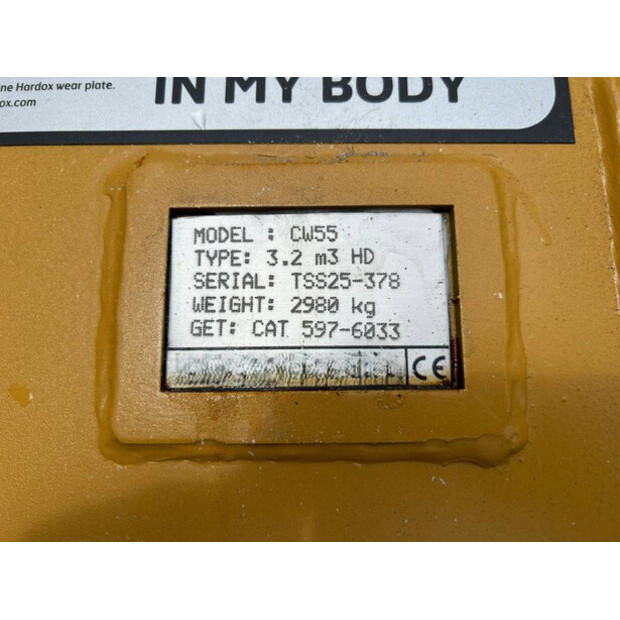 ne Hardox wear plate.
ox.com
IN MY BODY
MODEL : CW55
TYPE: 3.2 m3 HD
SERIAL: TSS25-378
WEIGHT: 2980 kg
GET: CAT 597-6033
CE